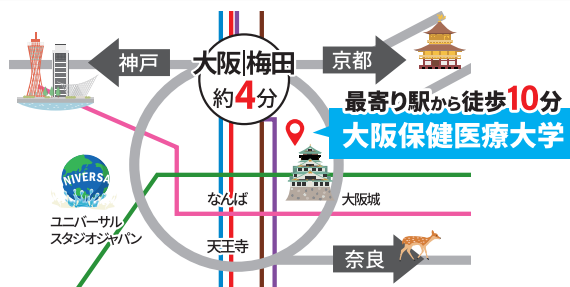 神戸
大阪|梅田
約4分
京都
最寄り駅から徒歩10分
大阪保健医療大学
NIVERSA
ユニバーサル
スタジオジャパン
なんば
大阪城
天王寺
奈良